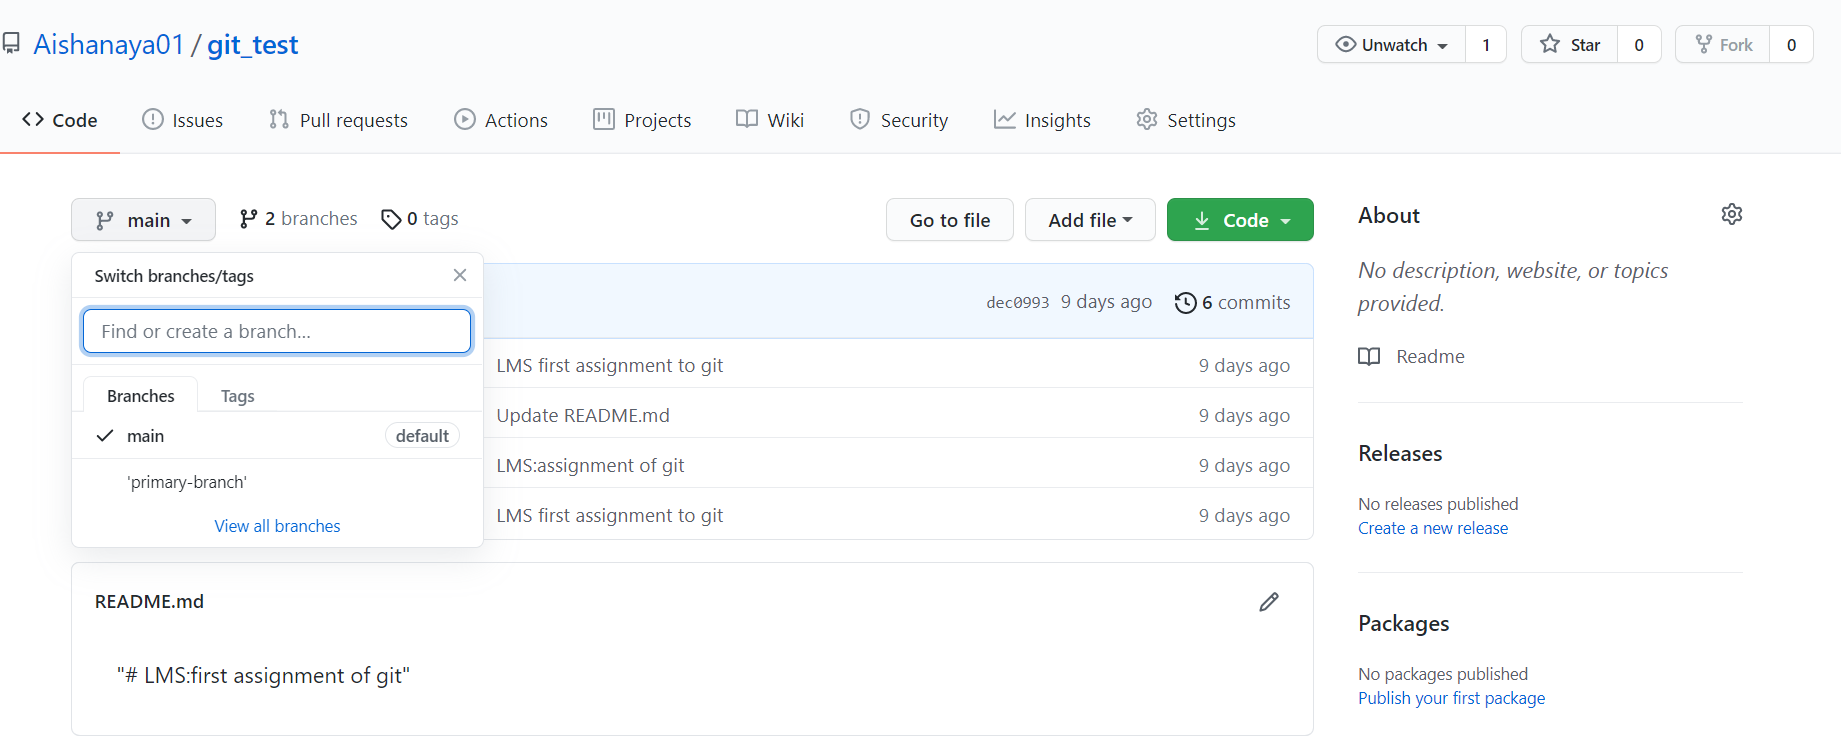 Aishanaya01 / git_test
Unwatch 1 Star 0 Fork 0
Code Issues Pull requests Actions Projects Wiki Security Insights Settings
main 2 branches 0 tags Go to file Add file Code
Switch branches/tags
Find or create a branch...
Branches Tags
main default
'primary-branch'
View all branches
dec0993 9 days ago 6 commits
LMS first assignment to git 9 days ago
Update README.md 9 days ago
LMS:assignment of git 9 days ago
LMS first assignment to git 9 days ago
README.md
"# LMS:first assignment of git"
About
No description, website, or topics
provided.
Readme
Releases
No releases published
Create a new release
Packages
No packages published
Publish your first package